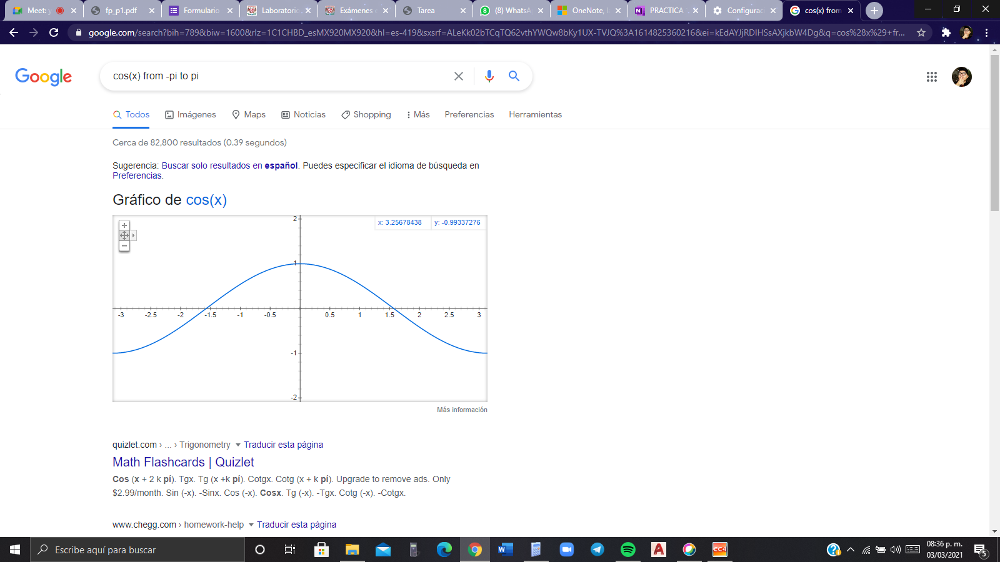 Meet: y
fp_p1.pdf
Formulario
Laboratorio
Exámenes
Tarea
(8) WhatsA
OneNote, l
PRACTICA
Configurac
cos(x) from
google.com/search?bih=789&biw=1600&rlz=1C1CHBD_esMX920MX920&hl=es-419&sxsrf=ALeKk02bTCqTQ62vthYWQw8bKy1UX-TVJQ%3A1614825360216&ei=kEdAYJjRDIHSsAXjkbW4Dg&q=cos%28x%29+fr...
Google
cos(x) from -pi to pi
Todos
Imágenes
Maps
Noticias
Shopping
Más
Preferencias
Herramientas
Cerca de 82,800 resultados (0.39 segundos)
Sugerencia: Buscar solo resultados en español. Puedes especificar el idioma de búsqueda en
Preferencias.
Gráfico de cos(x)
x: 3.25678438
y: -0.99337276
2
1
-3 -2.5 -2 -1.5 -1 -0.5 0.5 1 1.5 2 2.5 3
-1
-2
Más información
quizlet.com › ... › Trigonometry Traducir esta página
Math Flashcards | Quizlet
Cos (x + 2 k pí). Tgx. Tg (x +k pí). Cotgx. Cotg (x + k pí). Upgrade to remove ads. Only
$2.99/month. Sin (-x). -Sinx. Cos (-x). Cosx. Tg (-x). -Tgx. Cotg (-x). -Cotgx.
www.chegg.com › homework-help Traducir esta página
Escribe aquí para buscar
08:36 p. m.
03/03/2021
5